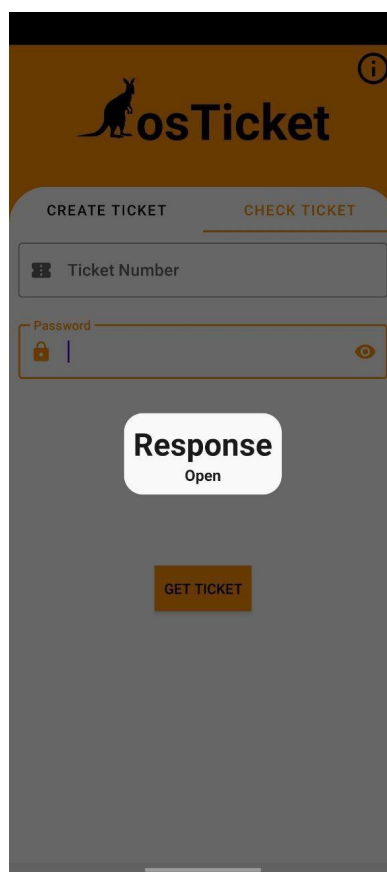 osTicket
CREATE TICKET CHECK TICKET
Ticket Number
Password
Response
Open
GET TICKET